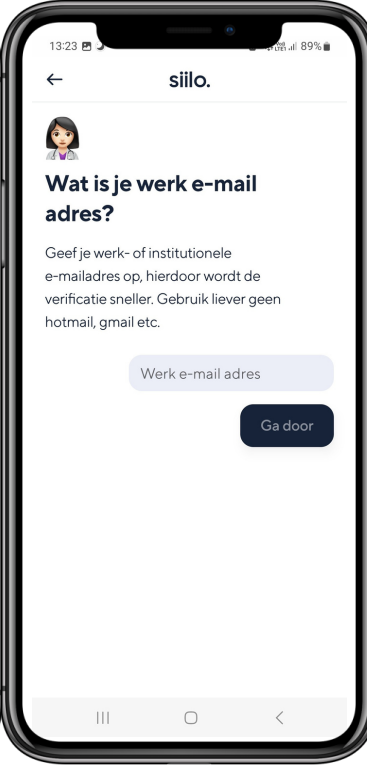 13:23
89%
siilo.
Wat is je werk e-mail
adres?
Geef je werk- of institutionele
e-mailadres op, hierdoor wordt de
verificatie sneller. Gebruik liever geen
hotmail, gmail etc.
Werk e-mail adres
Ga door